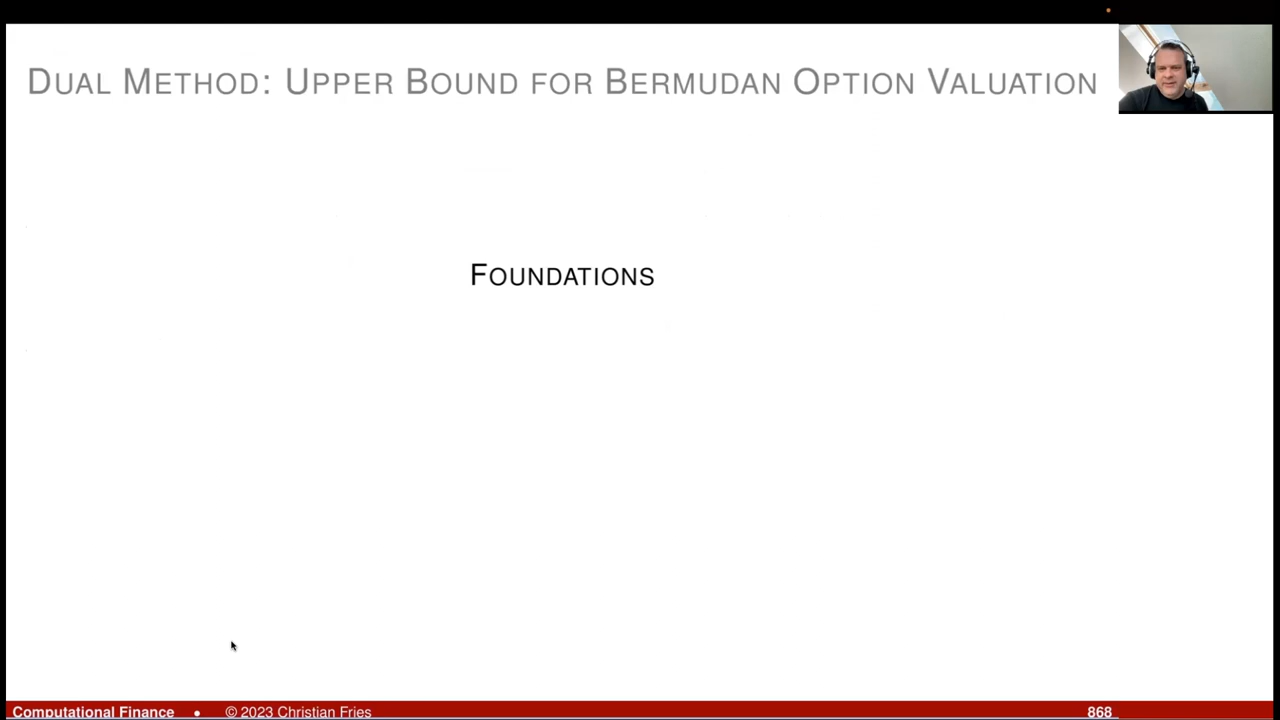 DUAL METHOD: UPPER BOUND FOR BERMUDAN OPTION VALUATION
FOUNDATIONS
Computational Finance • © 2023 Christian Fries 868